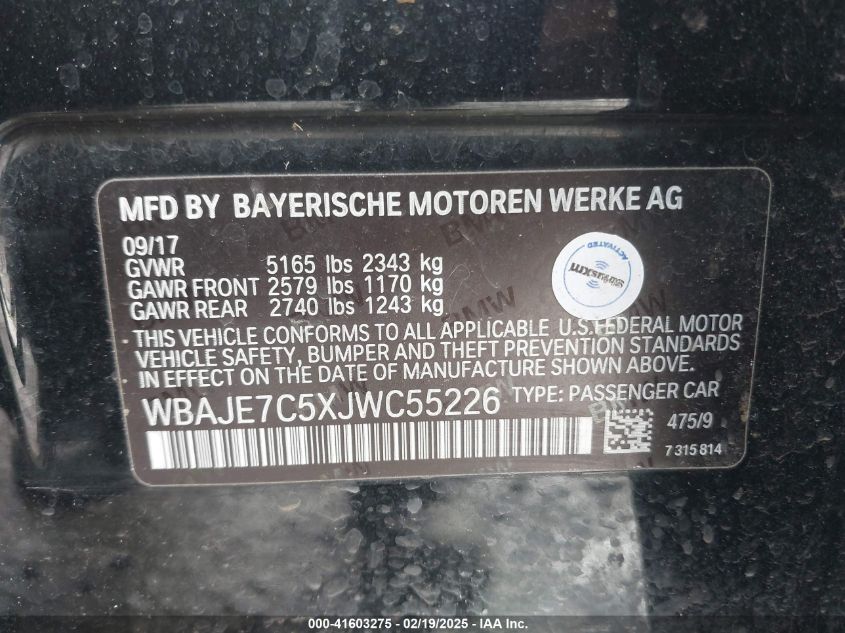 MFD BY BAYERISCHE MOTOREN WERKE AG
09/17
GVWR 5165 lbs 2343 kg
GAWR FRONT 2579 lbs 1170 kg
GAWR REAR 2740 lbs 1243 kg
ACTIVATED
SiriusXM
THIS VEHICLE CONFORMS TO ALL APPLICABLE U.S.FEDERAL MOTOR
VEHICLE SAFETY, BUMPER AND THEFT PREVENTION STANDARDS
IN EFFECT ON THE DATE OF MANUFACTURE SHOWN ABOVE.
WBAJE7C5XJWC55226 TYPE: PASSENGER CAR
475/9
7 315 814
000-41603275 - 02/19/2025 - IAA Inc.